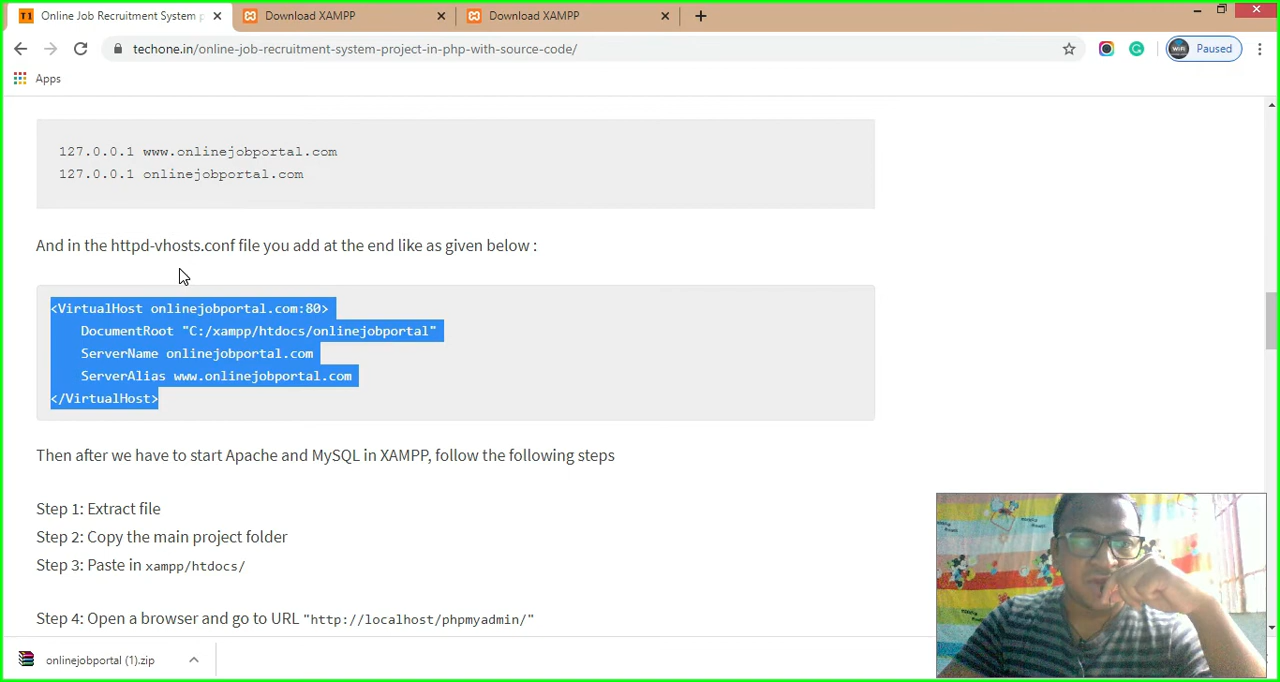 T1 Online Job Recruitment System p
Download XAMPP
Download XAMPP
techone.in/online-job-recruitment-system-project-in-php-with-source-code/
Paused
Apps
127.0.0.1 www.onlinejobportal.com
127.0.0.1 onlinejobportal.com
And in the httpd-vhosts.conf file you add at the end like as given below :
<VirtualHost onlinejobportal.com:80>
DocumentRoot "C:/xampp/htdocs/onlinejobportal"
ServerName onlinejobportal.com
ServerAlias www.onlinejobportal.com
</VirtualHost>
Then after we have to start Apache and MySQL in XAMPP, follow the following steps
Step 1: Extract file
Step 2: Copy the main project folder
Step 3: Paste in xampp/htdocs/
Step 4: Open a browser and go to URL "http://localhost/phpmyadmin/"
onlinejobportal (1).zip